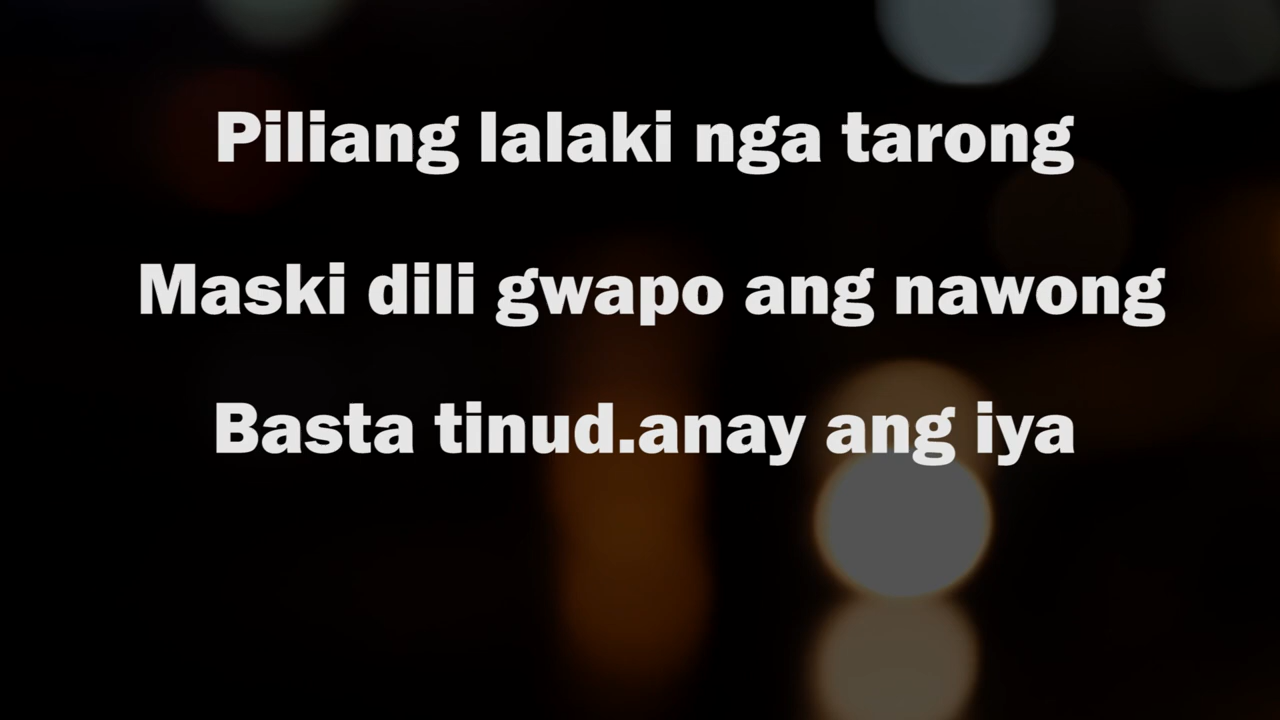 Piliang lalaki nga tarong
Maski dili gwapo ang nawong
Basta tinud.anay ang iya